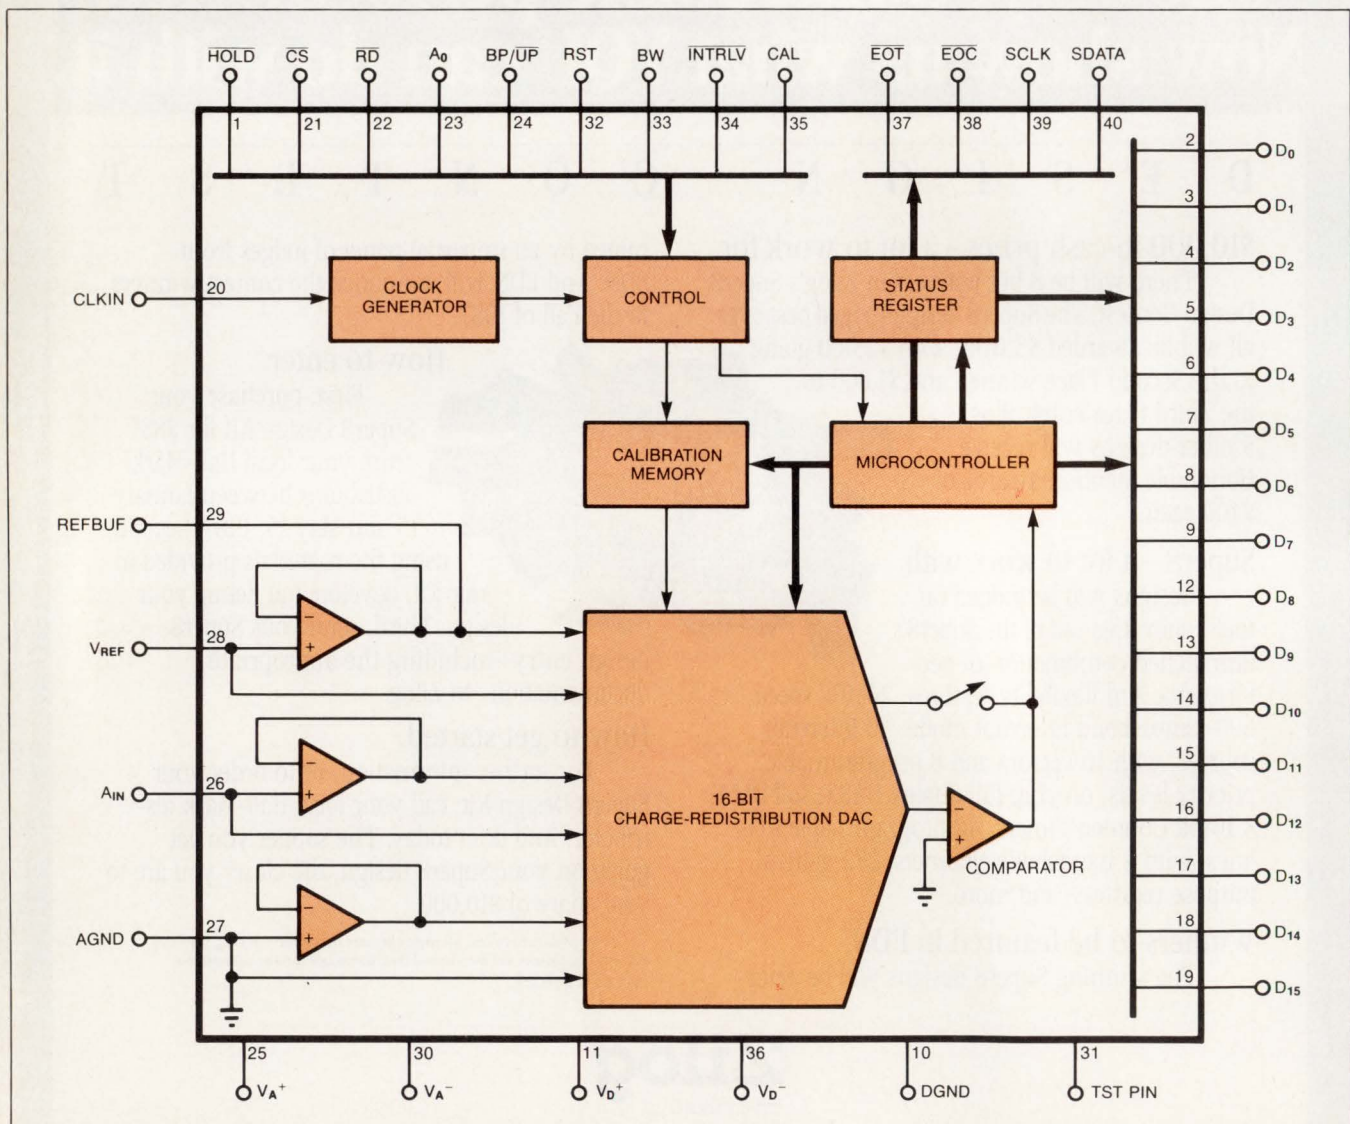 HOLD CS RD A0 BP/UP RST BW INTRLV CAL EOT EOC SCLK SDATA
1 21 22 23 24 32 33 34 35 37 38 39 40
2 D0
3 D1
4 D2
5 D3
6 D4
7 D5
8 D6
9 D7
12 D8
13 D9
14 D10
15 D11
16 D12
17 D13
18 D14
19 D15
CLKIN 20
CLOCK
GENERATOR
CONTROL
STATUS
REGISTER
CALIBRATION
MEMORY
MICROCONTROLLER
REFBUF 29
VREF 28
− +
AIN 26
− +
AGND 27
− +
16-BIT
CHARGE-REDISTRIBUTION DAC
− +
COMPARATOR
25 30 11 36 10 31
VA+ VA− VD+ VD− DGND TST PIN